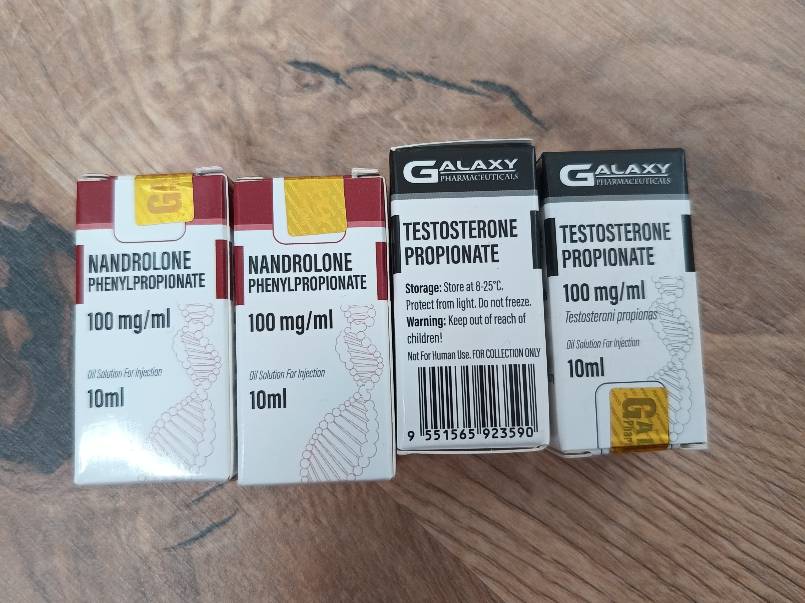 NANDROLONE
PHENYLPROPIONATE
100 mg/ml
Oil Solution For Injection
10ml
NANDROLONE
PHENYLPROPIONATE
100 mg/ml
Oil Solution For Injection
10ml
GALAXY
PHARMACEUTICALS
TESTOSTERONE
PROPIONATE
Storage: Store at 8-25°C.
Protect from light. Do not freeze.
Warning: Keep out of reach of
children!
Not For Human Use. FOR COLLECTION ONLY
9 551565 923590
GALAXY
PHARMACEUTICALS
TESTOSTERONE
PROPIONATE
100 mg/ml
Testosteroni propionas
Oil Solution For Injection
10ml